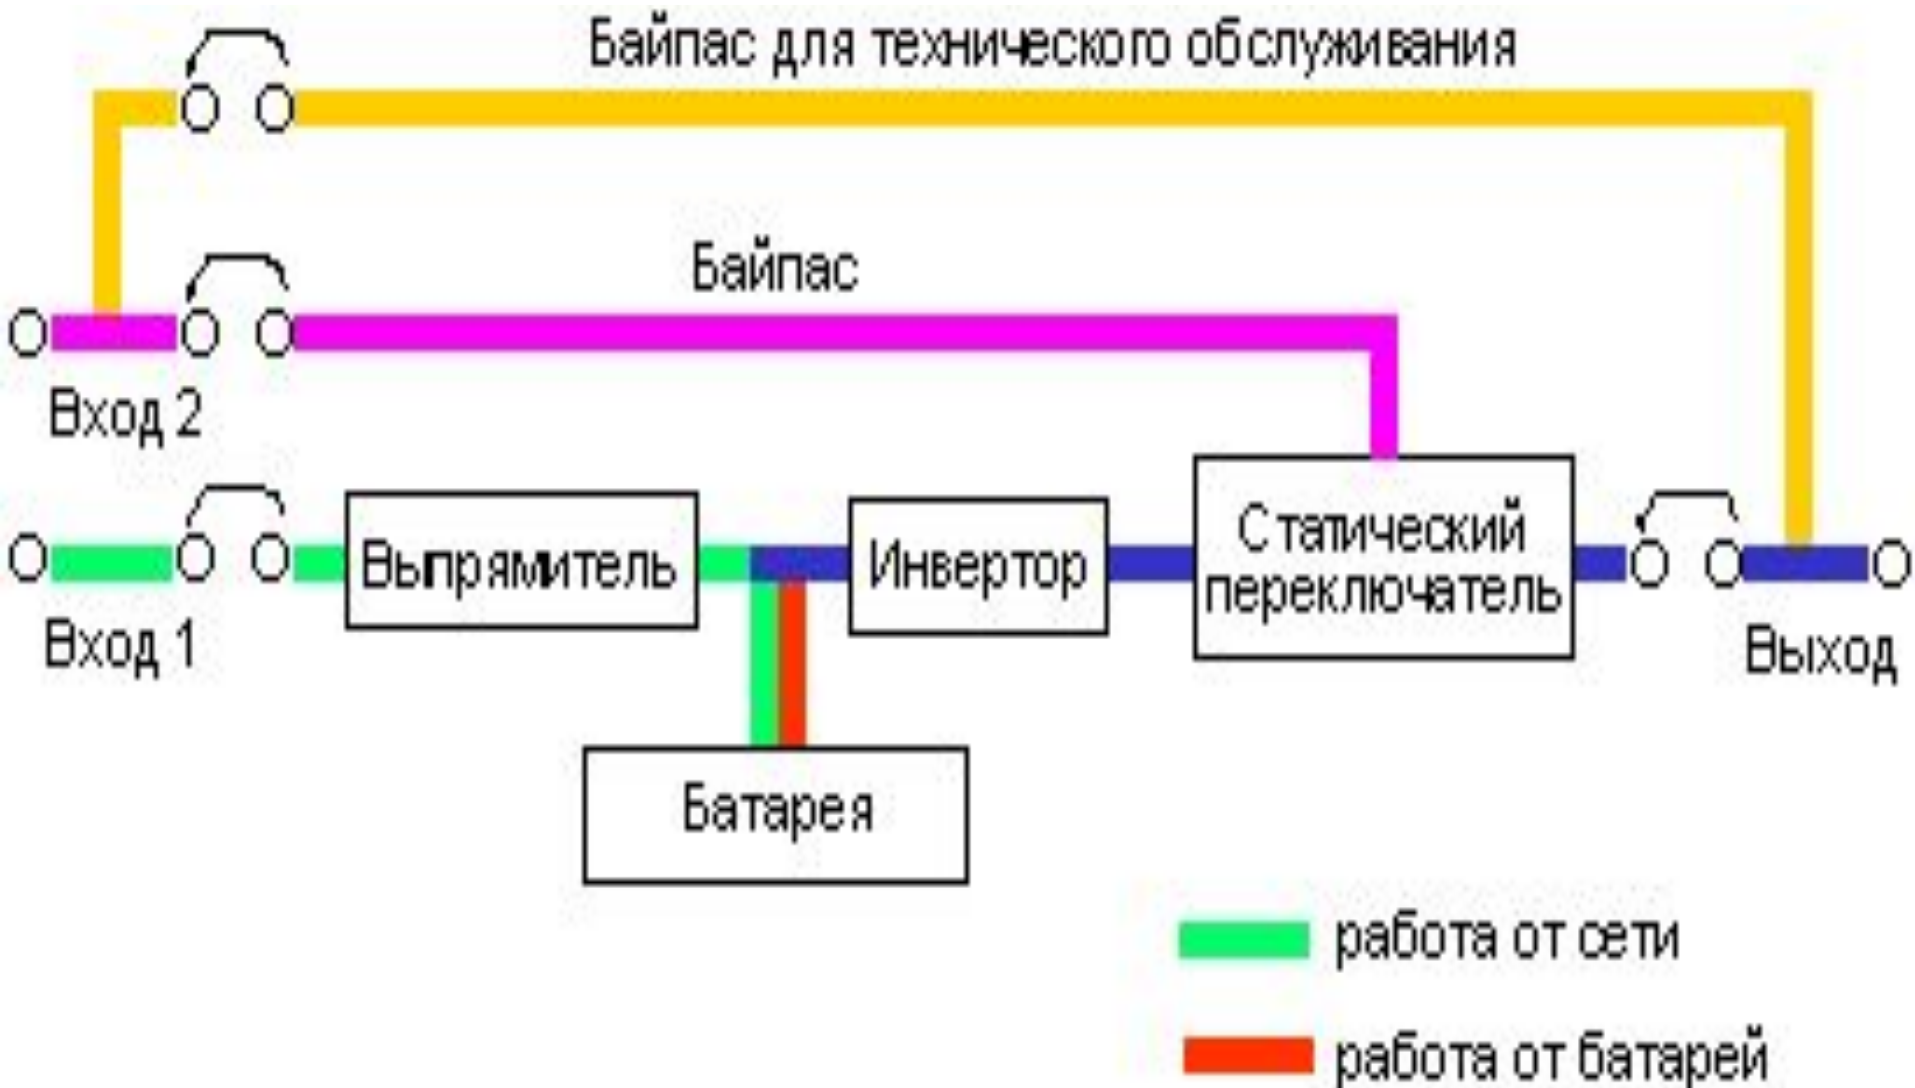 Байпас для технического обслуживания
Байпас
Вход 2
Вход 1
Выпрямитель
Инвертор
Статический
переключатель
Выход
Батарея
работа от сети
работа от батарей